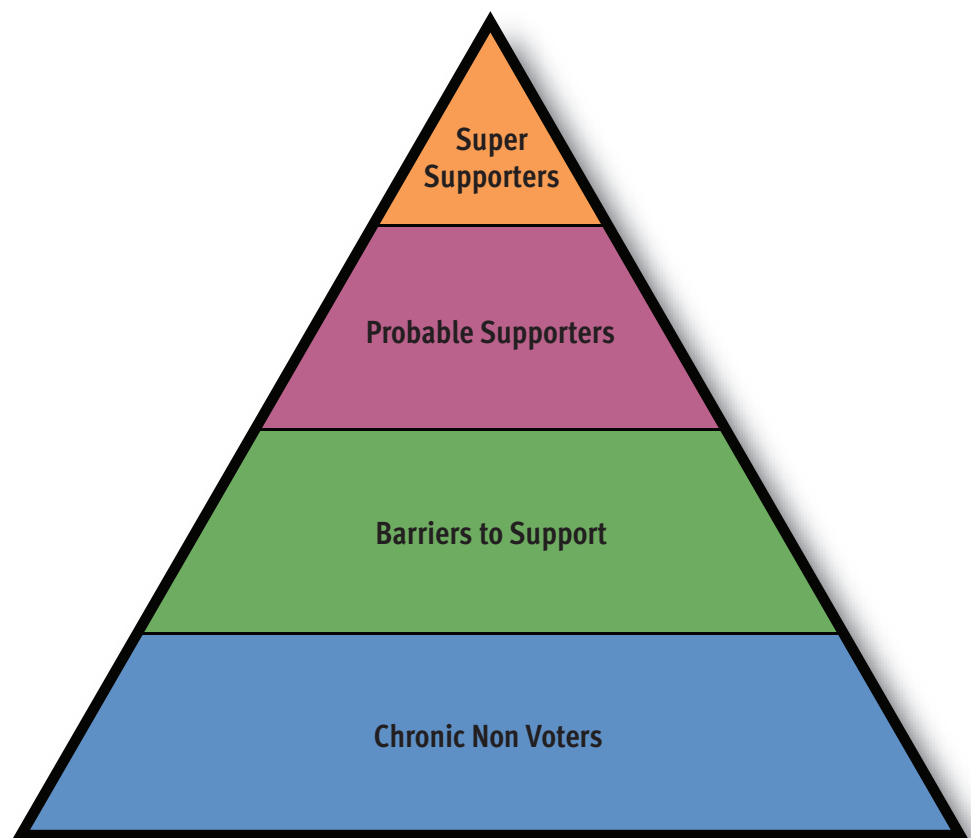 Super
Supporters
Probable Supporters
Barriers to Support
Chronic Non Voters